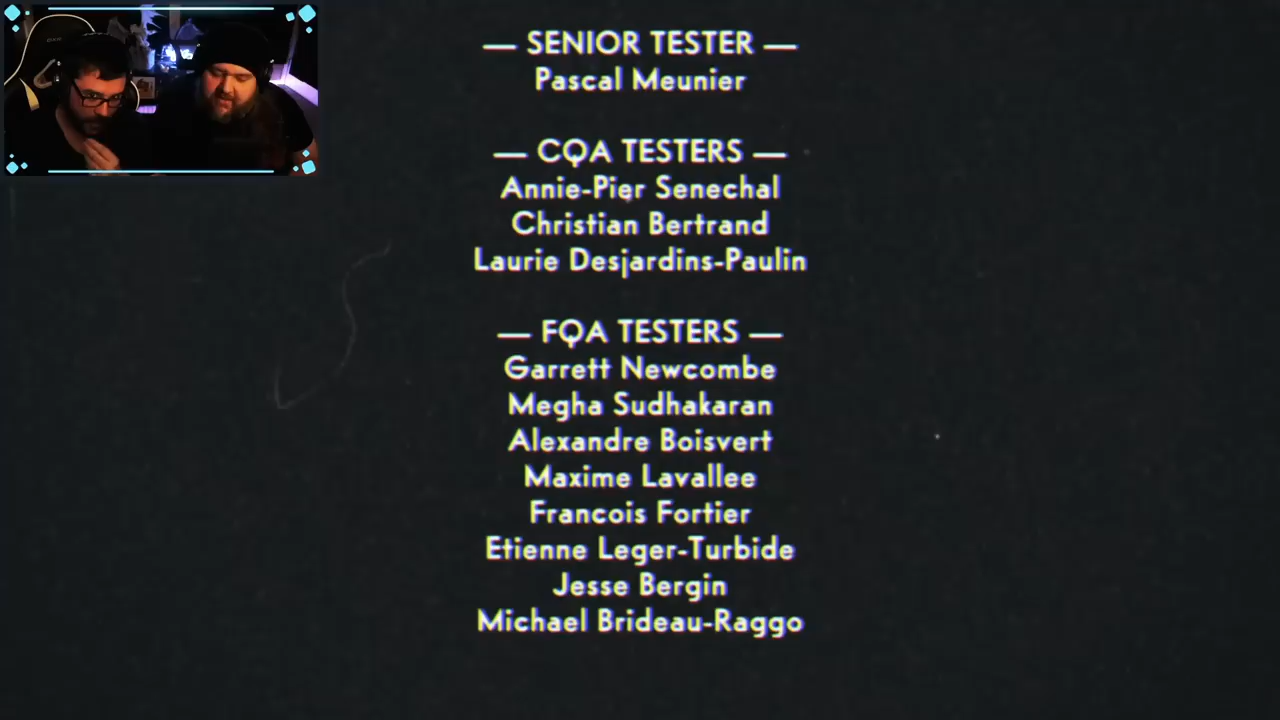 — SENIOR TESTER —
Pascal Meunier
— CQA TESTERS —
Annie-Pier Senechal
Christian Bertrand
Laurie Desjardins-Paulin
— FQA TESTERS —
Garrett Newcombe
Megha Sudhakaran
Alexandre Boisvert
Maxime Lavallee
Francois Fortier
Etienne Leger-Turbide
Jesse Bergin
Michael Brideau-Raggo